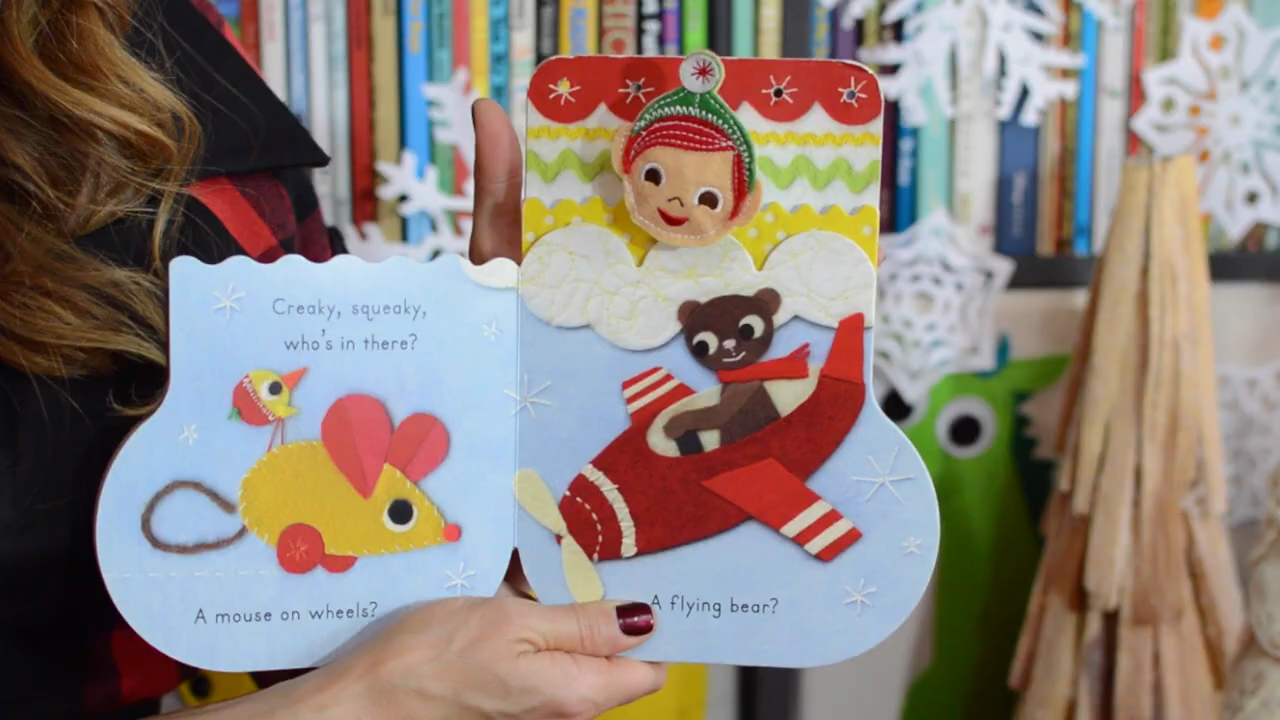 Creaky, squeaky,
who's in there?
A mouse on wheels?
A flying bear?